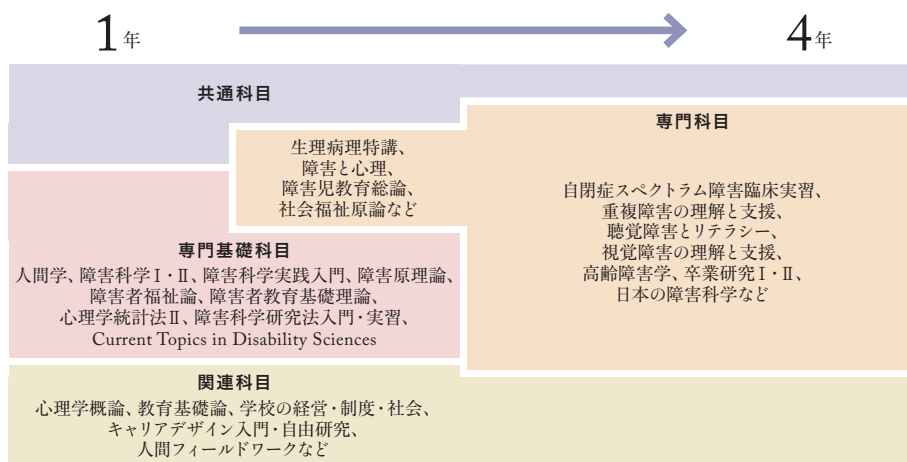 1年
4年
共通科目
生理病理特講、
障害と心理、
障害児教育総論、
社会福祉原論など
専門科目
自閉症スペクトラム障害臨床実習、
重複障害の理解と支援、
聴覚障害とリテラシー、
視覚障害の理解と支援、
高齢障害学、卒業研究Ⅰ・Ⅱ、
日本の障害科学など
専門基礎科目
人間学、障害科学Ⅰ・Ⅱ、障害科学実践入門、障害原理論、
障害者福祉論、障害者教育基礎理論、
心理学統計法Ⅱ、障害科学研究法入門・実習、
Current Topics in Disability Sciences
関連科目
心理学概論、教育基礎論、学校の経営・制度・社会、
キャリアデザイン入門・自由研究、
人間フィールドワークなど